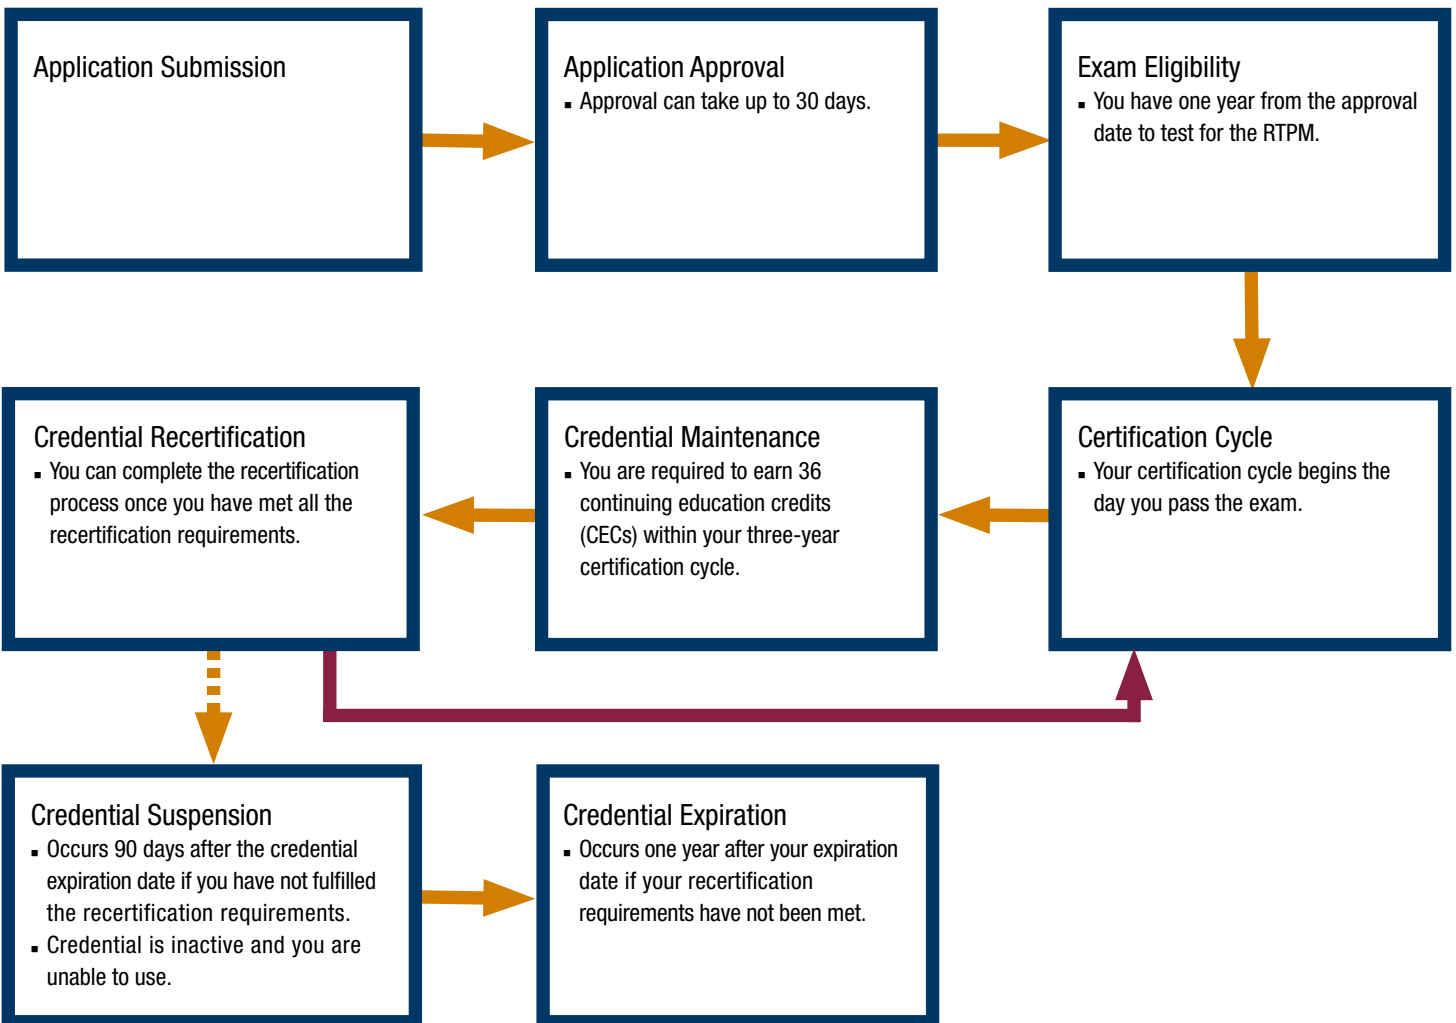 Application Submission
Application Approval
▪ Approval can take up to 30 days.
Exam Eligibility
▪ You have one year from the approval
date to test for the RTPM.
Credential Recertification
▪ You can complete the recertification
process once you have met all the
recertification requirements.
Credential Maintenance
▪ You are required to earn 36
continuing education credits
(CECs) within your three-year
certification cycle.
Certification Cycle
▪ Your certification cycle begins the
day you pass the exam.
Credential Suspension
▪ Occurs 90 days after the credential
expiration date if you have not fulfilled
the recertification requirements.
▪ Credential is inactive and you are
unable to use.
Credential Expiration
▪ Occurs one year after your expiration
date if your recertification
requirements have not been met.